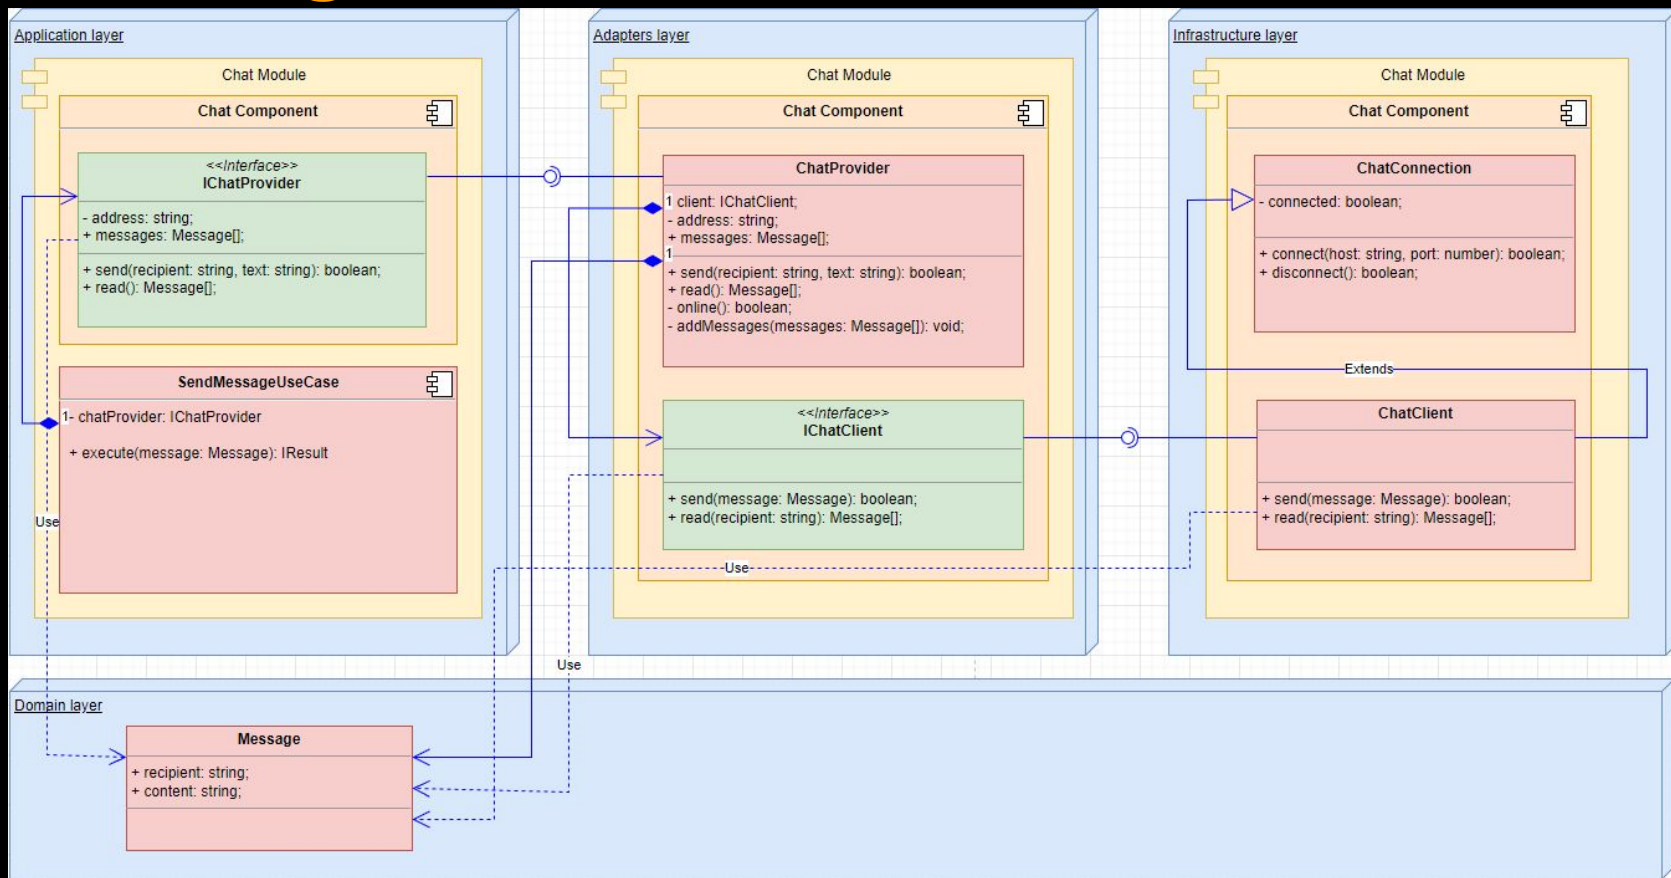 Application layer
Chat Module
Chat Component
<<Interface>>
IChatProvider
- address: string;
+ messages: Message[];
+ send(recipient: string, text: string): boolean;
+ read(): Message[];
SendMessageUseCase
1- chatProvider: IChatProvider
+ execute(message: Message): IResult
Use
Adapters layer
Chat Module
Chat Component
ChatProvider
1 client: IChatClient;
- address: string;
+ messages: Message[];
1
+ send(recipient: string, text: string): boolean;
+ read(): Message[];
- online(): boolean;
- addMessages(messages: Message[]): void;
<<Interface>>
IChatClient
+ send(message: Message): boolean;
+ read(recipient: string): Message[];
Use
Use
Infrastructure layer
Chat Module
Chat Component
ChatConnection
- connected: boolean;
+ connect(host: string, port: number): boolean;
+ disconnect(): boolean;
Extends
ChatClient
+ send(message: Message): boolean;
+ read(recipient: string): Message[];
Domain layer
Message
+ recipient: string;
+ content: string;